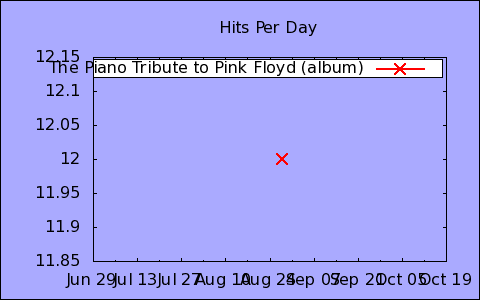 Hits Per Day
12.15
The Piano Tribute to Pink Floyd (album)
12.1
12.05
12
11.95
11.9
11.85
Jun 29 Jul 13 Jul 27 Aug 10 Aug 24 Sep 07 Sep 21 Oct 05 Oct 19